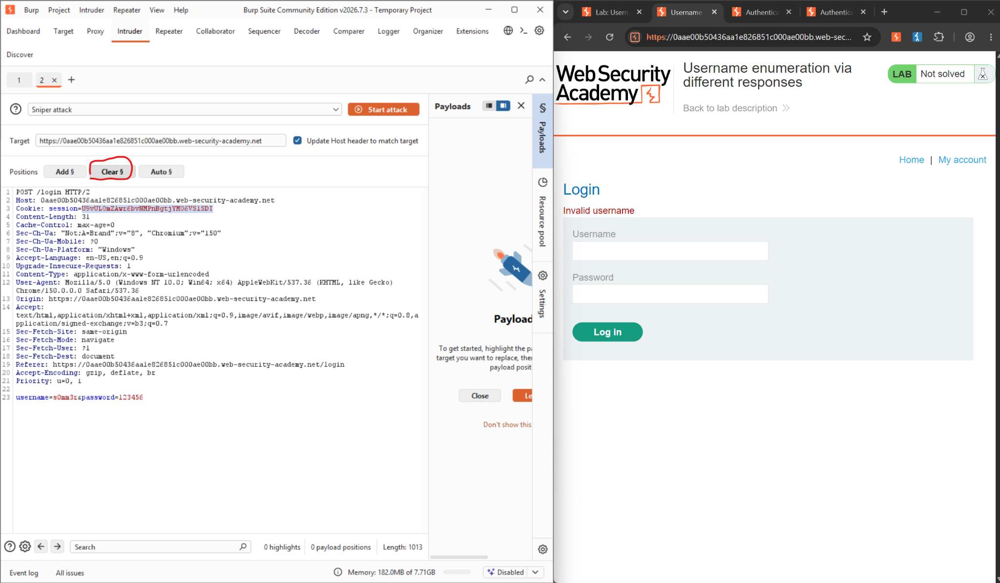 Burp Project Intruder Repeater View Help
Burp Suite Community Edition v2026.7.3 - Temporary Project
Dashboard Target Proxy Intruder Repeater Collaborator Sequencer Decoder Comparer Logger Organizer Extensions
Discover
1 2
Sniper attack
Start attack
Target https://0aae00b50436aa1e826851c000ae00bb.web-security-academy.net
Update Host header to match target
Positions Add § Clear § Auto §
1 POST /login HTTP/2
2 Host: 0aae00b50436aa1e826851c000ae00bb.web-security-academy.net
3 Cookie: session=U9vUL0mZAwr6bvNMPnBgtjYM06VS1SDI
4 Content-Length: 31
5 Cache-Control: max-age=0
6 Sec-Ch-Ua: "Not;A=Brand";v="8", "Chromium";v="150"
7 Sec-Ch-Ua-Mobile: ?0
8 Sec-Ch-Ua-Platform: "Windows"
9 Accept-Language: en-US,en;q=0.9
10 Upgrade-Insecure-Requests: 1
11 Content-Type: application/x-www-form-urlencoded
12 User-Agent: Mozilla/5.0 (Windows NT 10.0; Win64; x64) AppleWebKit/537.36 (KHTML, like Gecko)
Chrome/150.0.0.0 Safari/537.36
13 Origin: https://0aae00b50436aa1e826851c000ae00bb.web-security-academy.net
14 Accept:
text/html,application/xhtml+xml,application/xml;q=0.9,image/avif,image/webp,image/apng,*/*;q=0.8,a
pplication/signed-exchange;v=b3;q=0.7
15 Sec-Fetch-Site: same-origin
16 Sec-Fetch-Mode: navigate
17 Sec-Fetch-User: ?1
18 Sec-Fetch-Dest: document
19 Referer: https://0aae00b50436aa1e826851c000ae00bb.web-security-academy.net/login
20 Accept-Encoding: gzip, deflate, br
21 Priority: u=0, i
22
23 username=s0mm3r&password=123456
Payloads
§ Payloads
Resource pool
Settings
Payload
To get started, highlight the pa
target you want to replace, the
payload posit
Close
Le
Don't show this
Search
0 highlights
0 payload positions
Length: 1013
Event log
All issues
Memory: 182.0MB of 7.71GB
Disabled
Lab: Usern
Username
Authentica
Authentica
https://0aae00b50436aa1e826851c000ae00bb.web-sec...
Web Security
Academy
Username enumeration via
different responses
LAB Not solved
Back to lab description
Home | My account
Login
Invalid username
Username
Password
Log in